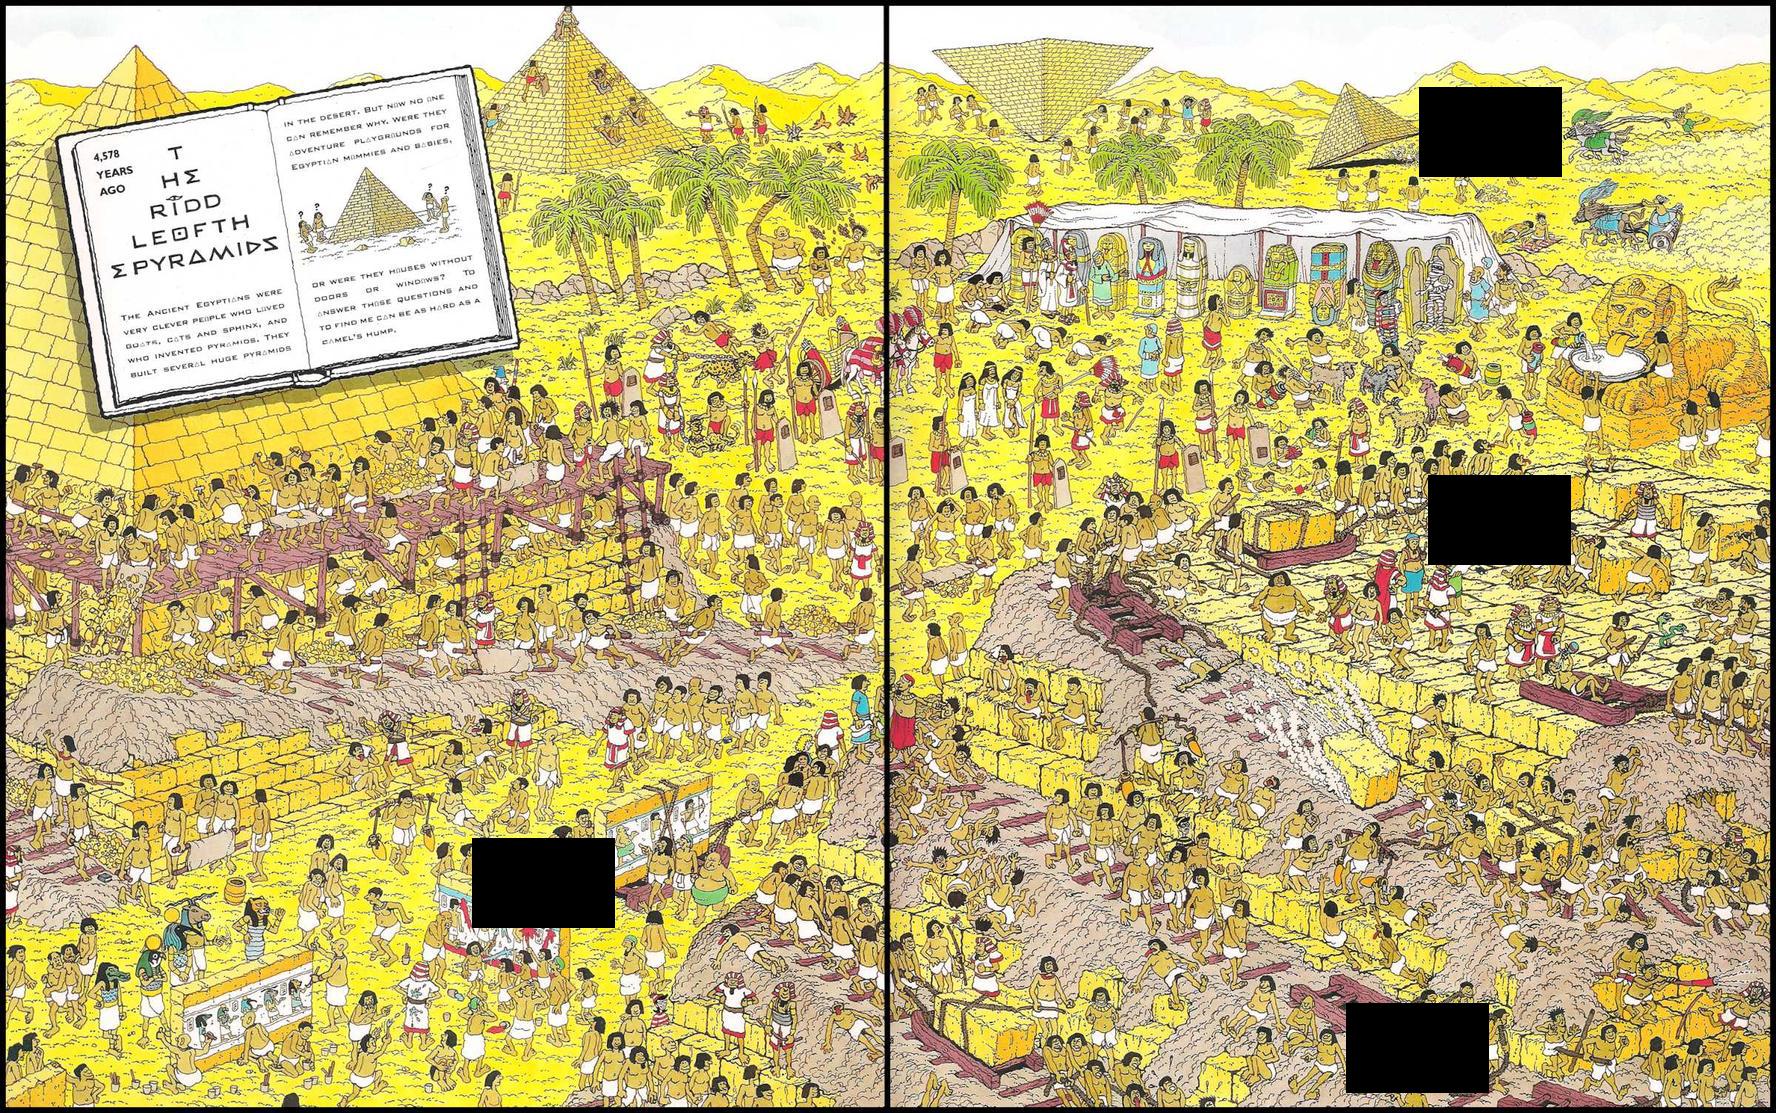 4,578
YEARS
AGO
T
HE
RIDD
LEOFTH
EPYRAMIDS
THE ANCIENT EGYPTIANS WERE
VERY CLEVER PEOPLE WHO LOVED
GOATS, CATS AND SPHINX, AND
WHO INVENTED PYRAMIDS. THEY
BUILT SEVERAL HUGE PYRAMIDS
IN THE DESERT. BUT NOW NO ONE
CAN REMEMBER WHY. WERE THEY
ADVENTURE PLAYGROUNDS FOR
EGYPTIAN MUMMIES AND BABIES,
? ?
? ?
OR WERE THEY HOUSES WITHOUT
DOORS OR WINDOWS? TO
ANSWER THESE QUESTIONS AND
TO FIND ME CAN BE AS HARD AS A
CAMEL'S HUMP.